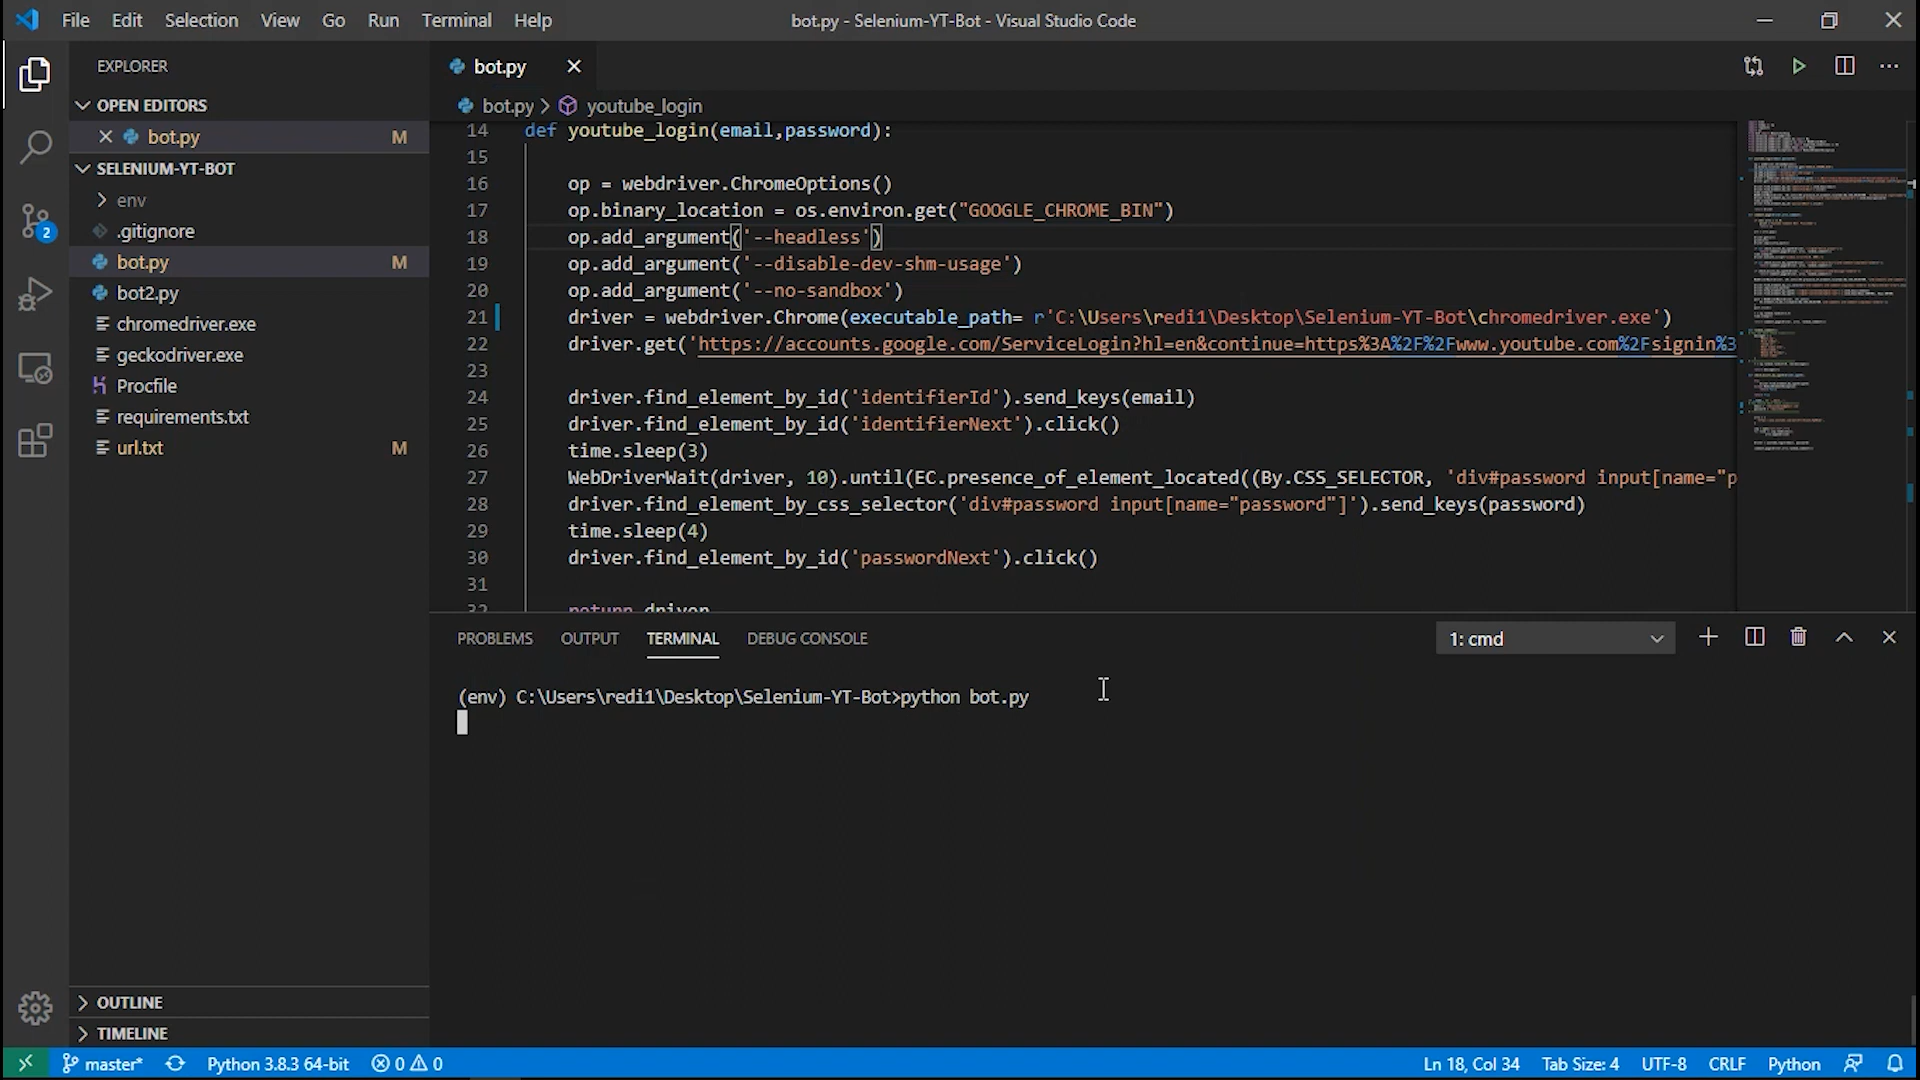 File Edit Selection View Go Run Terminal Help
bot.py - Selenium-YT-Bot - Visual Studio Code
EXPLORER
OPEN EDITORS
bot.py M
SELENIUM-YT-BOT
env
.gitignore
bot.py M
bot2.py
chromedriver.exe
geckodriver.exe
Procfile
requirements.txt
url.txt M
OUTLINE
TIMELINE
2
bot.py
bot.py > youtube_login
14 def youtube_login(email,password):
15
16 op = webdriver.ChromeOptions()
17 op.binary_location = os.environ.get("GOOGLE_CHROME_BIN")
18 op.add_argument('--headless')
19 op.add_argument('--disable-dev-shm-usage')
20 op.add_argument('--no-sandbox')
21 driver = webdriver.Chrome(executable_path= r'C:\Users\redi1\Desktop\Selenium-YT-Bot\chromedriver.exe')
22 driver.get('https://accounts.google.com/ServiceLogin?hl=en&continue=https%3A%2F%2Fwww.youtube.com%2Fsignin%3
23
24 driver.find_element_by_id('identifierId').send_keys(email)
25 driver.find_element_by_id('identifierNext').click()
26 time.sleep(3)
27 WebDriverWait(driver, 10).until(EC.presence_of_element_located((By.CSS_SELECTOR, 'div#password input[name="p
28 driver.find_element_by_css_selector('div#password input[name="password"]').send_keys(password)
29 time.sleep(4)
30 driver.find_element_by_id('passwordNext').click()
31
32 return driver
PROBLEMS OUTPUT TERMINAL DEBUG CONSOLE
1: cmd
(env) C:\Users\redi1\Desktop\Selenium-YT-Bot>python bot.py
master* Python 3.8.3 64-bit 0 0
Ln 18, Col 34 Tab Size: 4 UTF-8 CRLF Python